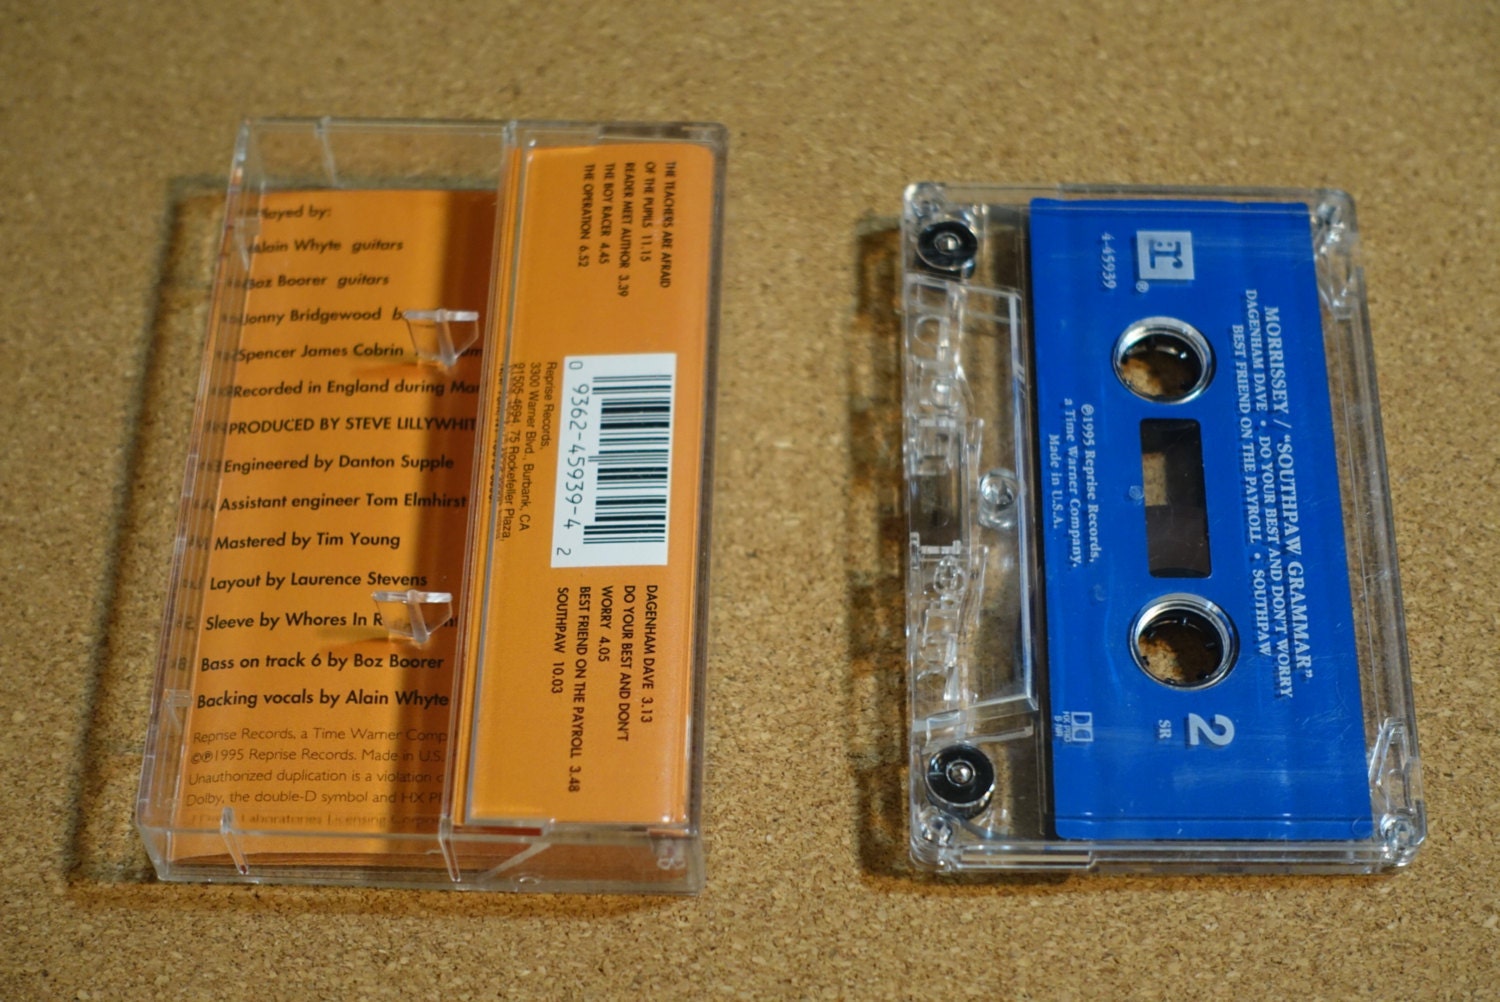 Played by:
Alain Whyte guitars
Boz Boorer guitars
Jonny Bridgewood
Spencer James Cobrin
Recorded in England during
PRODUCED BY STEVE LILLYWHIT
Engineered by Danton Supple
Assistant engineer Tom Elmhirst
Mastered by Tim Young
Layout by Laurence Stevens
Sleeve by Whores In
Bass on track 6 by Boz Boorer
Backing vocals by Alain Whyte
Reprise Records, a Time Warner Comp
©℗1995 Reprise Records. Made in U.S.
Unauthorized duplication is a violation
Dolby, the double-D symbol and HX
Laboratories Licensing
THE TEACHERS ARE AFRAID
OF THE PUPILS 11.15
READER MEET AUTHOR 3.39
THE BOY RACER 4.45
THE OPERATION 6.52
0 9362-45939-4 2
Reprise Records,
3300 Warner Blvd., Burbank, CA
91505-4694. 75 Rockefeller Plaza,
DAGENHAM DAVE 3.13
DO YOUR BEST AND DON'T
WORRY 4.05
BEST FRIEND ON THE PAYROLL 3.48
SOUTHPAW 10.03
4-45939
MORRISSEY / "SOUTHPAW GRAMMAR"
DAGENHAM DAVE • DO YOUR BEST AND DON'T WORRY
BEST FRIEND ON THE PAYROLL • SOUTHPAW
℗1995 Reprise Records,
a Time Warner Company.
Made in U.S.A.
2
SR
HX PRO
B NR